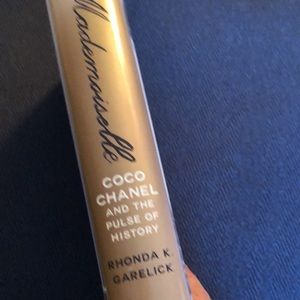 Mademoiselle
COCO
CHANEL
AND THE
PULSE OF
HISTORY
RHONDA K.
GARELICK